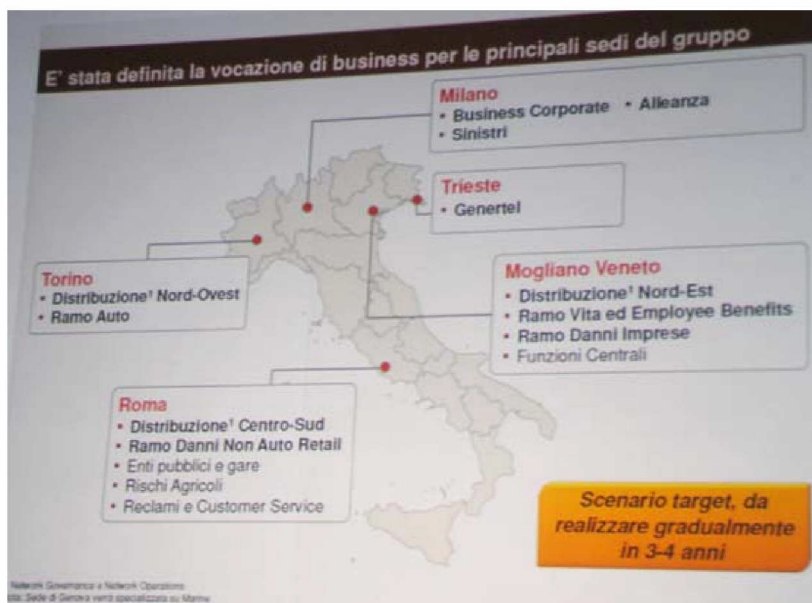 E' stata definita la vocazione di business per le principali sedi del gruppo
Milano
• Business Corporate • Alleanza
• Sinistri
Trieste
• Genertel
Torino
• Distribuzione¹ Nord-Ovest
• Ramo Auto
Mogliano Veneto
• Distribuzione¹ Nord-Est
• Ramo Vita ed Employee Benefits
• Ramo Danni Imprese
• Funzioni Centrali
Roma
• Distribuzione¹ Centro-Sud
• Ramo Danni Non Auto Retail
• Enti pubblici e gare
• Rischi Agricoli
• Reclami e Customer Service
Scenario target, da
realizzare gradualmente
in 3-4 anni
Network Governance e Network Operations
Sede di Genova verrà specializzata su Marine